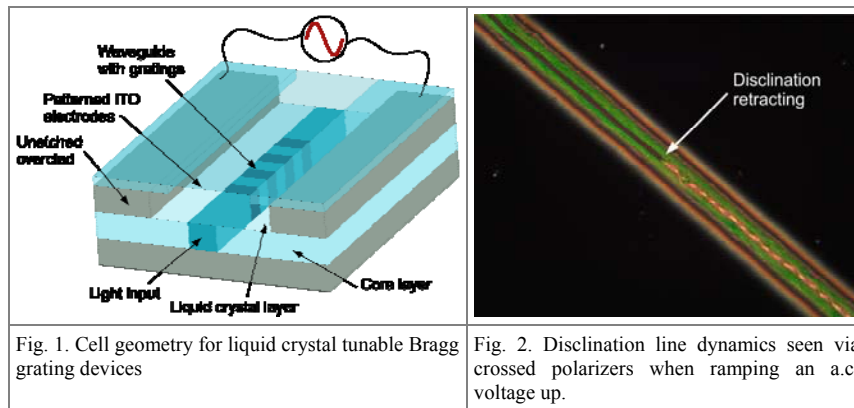 Waveguide
with gratings
Patterned ITO
electrodes
Unetched
overclad
Light input
Liquid crystal layer
Core layer
Disclination
retracting
Fig. 1. Cell geometry for liquid crystal tunable Bragg
grating devices
Fig. 2. Disclination line dynamics seen via
crossed polarizers when ramping an a.c
voltage up.